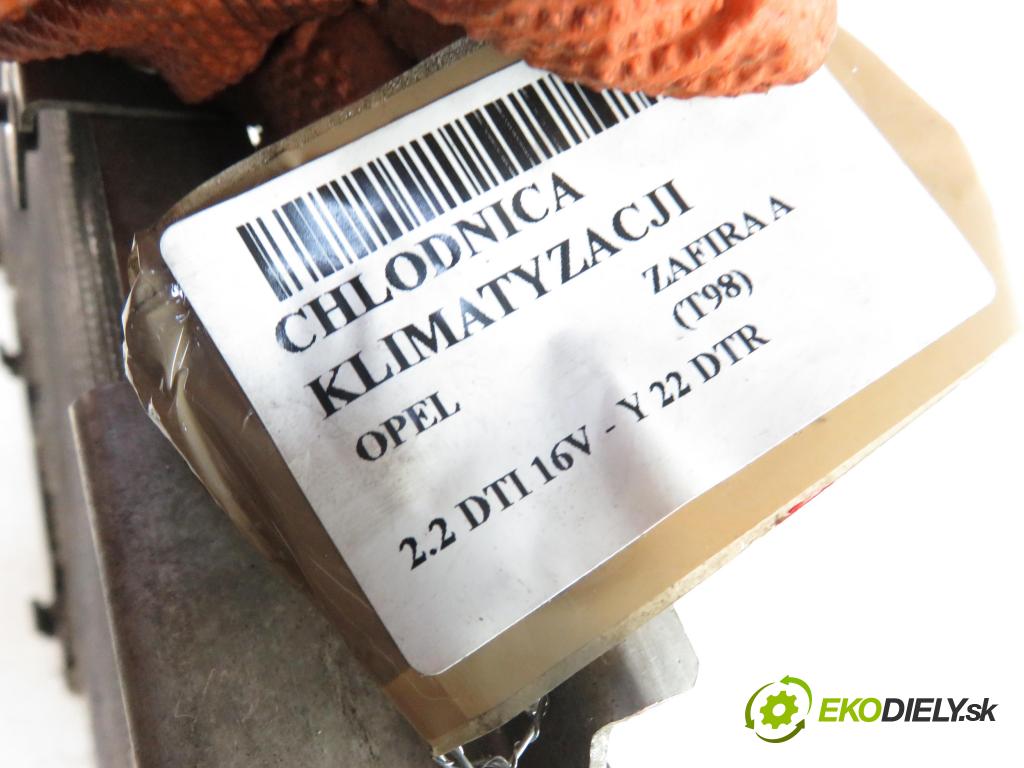 CHLODNICA
KLIMATYZACJI
OPEL
ZAFIRA A
(T98)
2.2 DTI 16V - Y 22 DTR
EKODIELY.sk